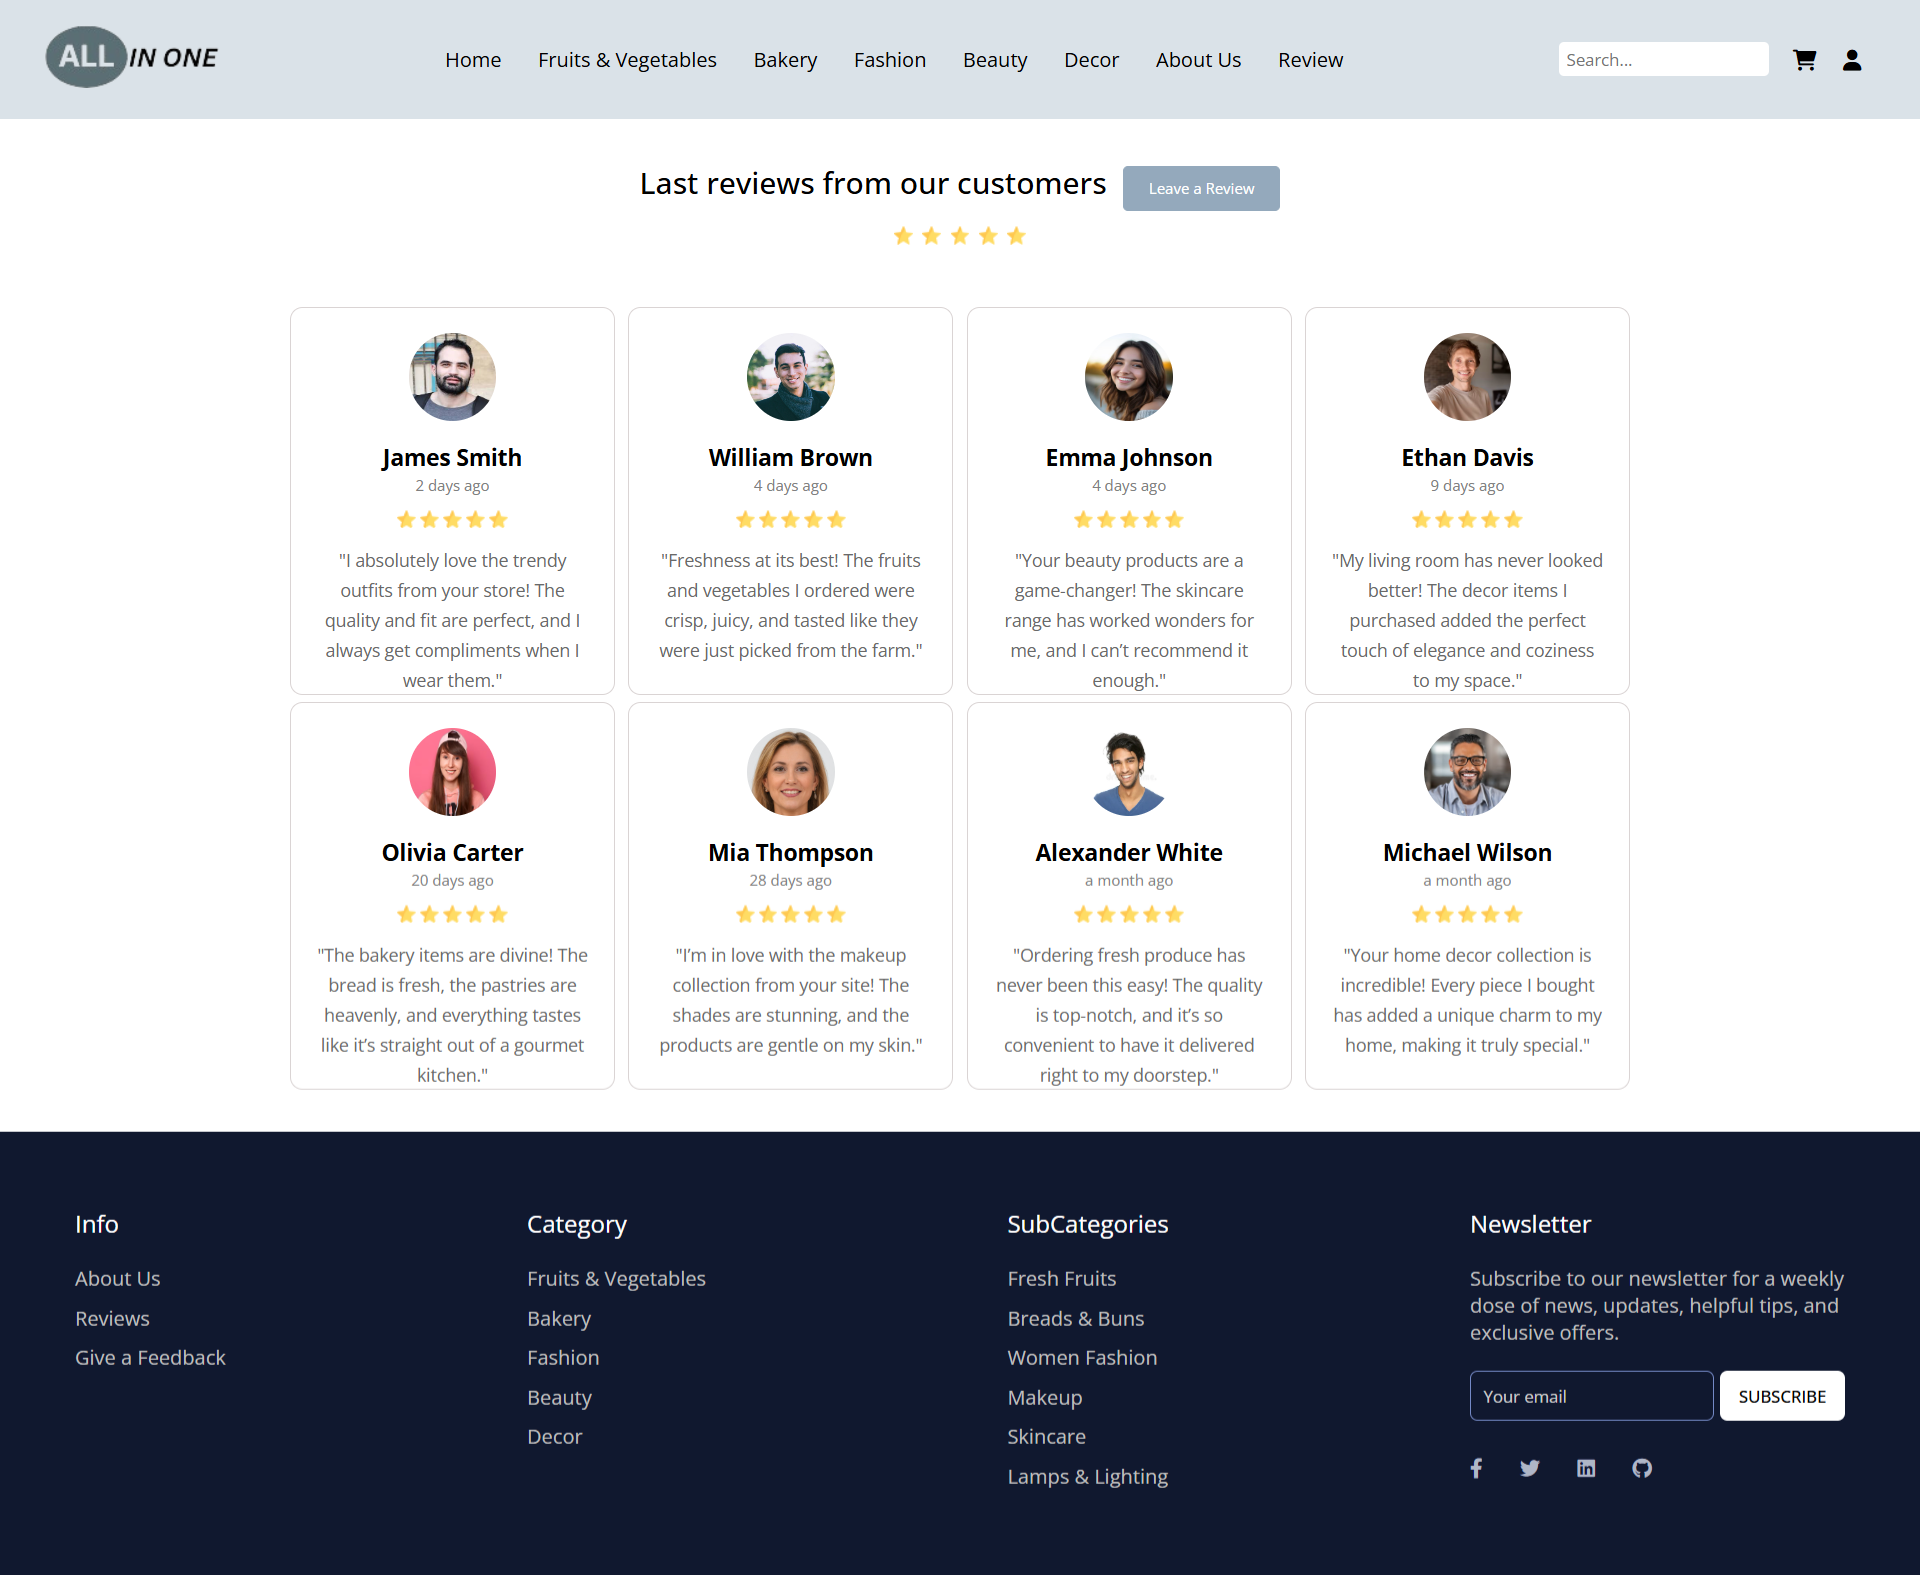 ALL IN ONE
Home Fruits & Vegetables Bakery Fashion Beauty Decor About Us Review
Search...
Last reviews from our customers
Leave a Review
James Smith
2 days ago
"I absolutely love the trendy
outfits from your store! The
quality and fit are perfect, and I
always get compliments when I
wear them."
William Brown
4 days ago
"Freshness at its best! The fruits
and vegetables I ordered were
crisp, juicy, and tasted like they
were just picked from the farm."
Emma Johnson
4 days ago
"Your beauty products are a
game-changer! The skincare
range has worked wonders for
me, and I can’t recommend it
enough."
Ethan Davis
9 days ago
"My living room has never looked
better! The decor items I
purchased added the perfect
touch of elegance and coziness
to my space."
Olivia Carter
20 days ago
"The bakery items are divine! The
bread is fresh, the pastries are
heavenly, and everything tastes
like it’s straight out of a gourmet
kitchen."
Mia Thompson
28 days ago
"I’m in love with the makeup
collection from your site! The
shades are stunning, and the
products are gentle on my skin."
Alexander White
a month ago
"Ordering fresh produce has
never been this easy! The quality
is top-notch, and it’s so
convenient to have it delivered
right to my doorstep."
Michael Wilson
a month ago
"Your home decor collection is
incredible! Every piece I bought
has added a unique charm to my
home, making it truly special."
Info
About Us
Reviews
Give a Feedback
Category
Fruits & Vegetables
Bakery
Fashion
Beauty
Decor
SubCategories
Fresh Fruits
Breads & Buns
Women Fashion
Makeup
Skincare
Lamps & Lighting
Newsletter
Subscribe to our newsletter for a weekly
dose of news, updates, helpful tips, and
exclusive offers.
Your email
SUBSCRIBE